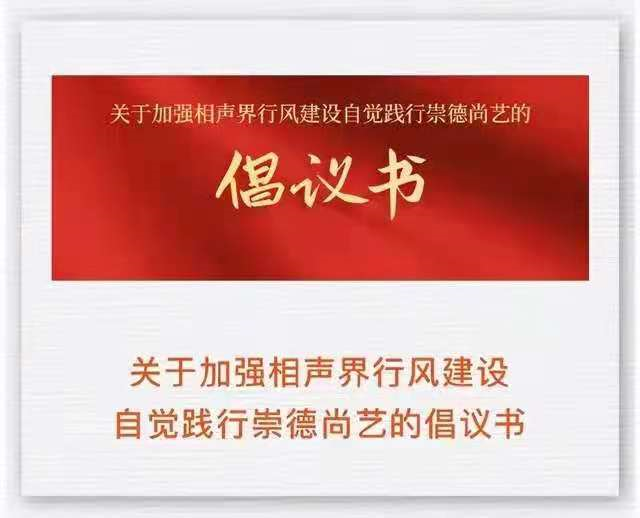 关于加强相声界行风建设自觉践行崇德尚艺的
倡议书
关于加强相声界行风建设
自觉践行崇德尚艺的倡议书